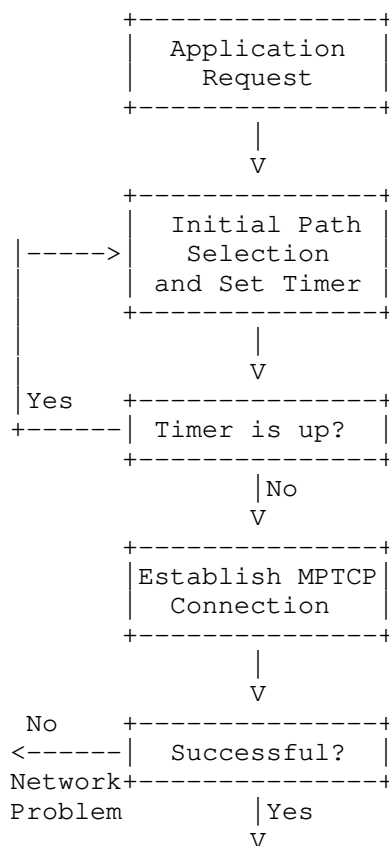 Application
Request
Initial Path
Selection
and Set Timer
Yes
Timer is up?
No
Establish MPTCP
Connection
No
Successful?
Network
Problem
Yes